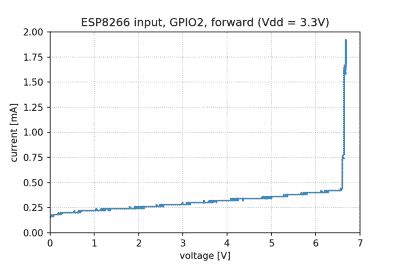 ESP8266 input, GPIO2, forward (Vdd = 3.3V)
2.00
1.75
1.50
1.25
1.00
0.75
0.50
0.25
0.00
current [mA]
0 1 2 3 4 5 6 7
voltage [V]